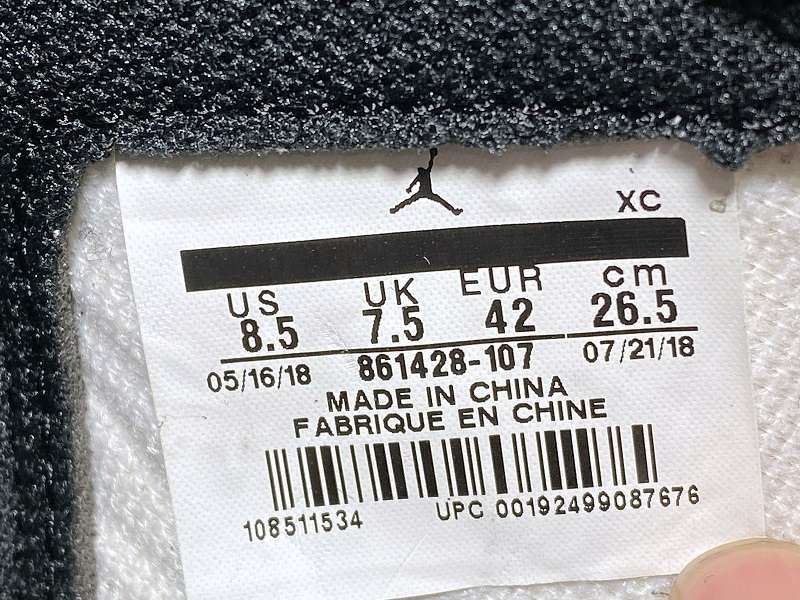 XC
US UK EUR cm
8.5 7.5 42 26.5
05/16/18 861428-107 07/21/18
MADE IN CHINA
FABRIQUE EN CHINE
108511534 UPC 00192499087676